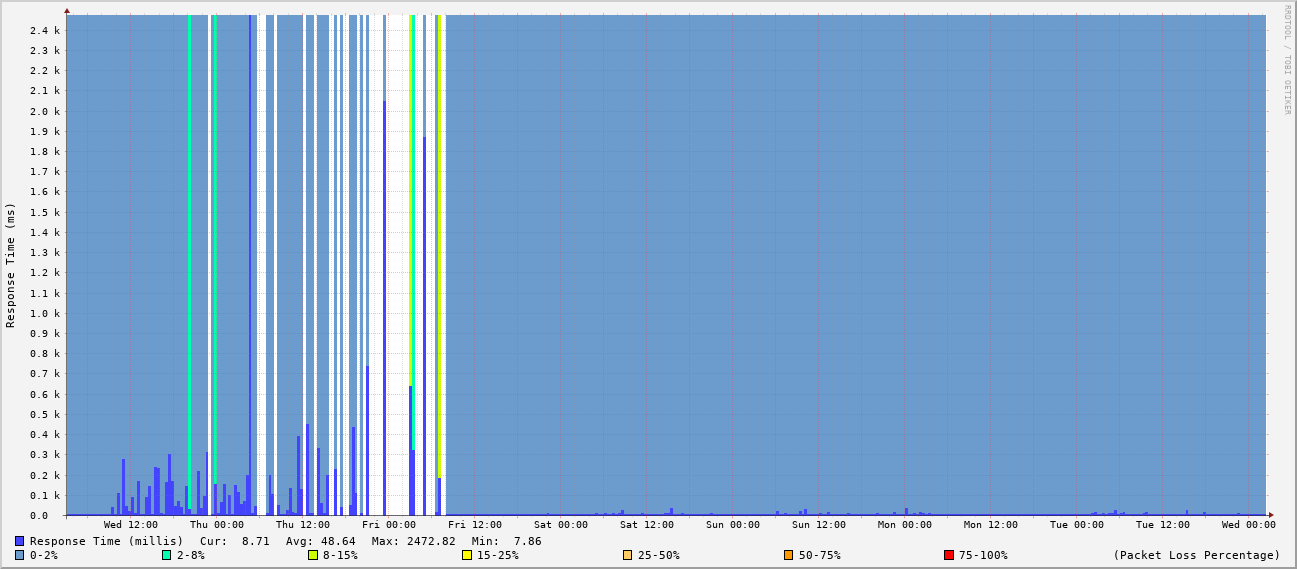 RRDTOOL / TOBI OETIKER
Response Time (ms)
2.4 k
2.3 k
2.2 k
2.1 k
2.0 k
1.9 k
1.8 k
1.7 k
1.6 k
1.5 k
1.4 k
1.3 k
1.2 k
1.1 k
1.0 k
0.9 k
0.8 k
0.7 k
0.6 k
0.5 k
0.4 k
0.3 k
0.2 k
0.1 k
0.0
Wed 12:00 Thu 00:00 Thu 12:00 Fri 00:00 Fri 12:00 Sat 00:00 Sat 12:00 Sun 00:00 Sun 12:00 Mon 00:00 Mon 12:00 Tue 00:00 Tue 12:00 Wed 00:00
Response Time (millis) Cur: 8.71 Avg: 48.64 Max: 2472.82 Min: 7.86
0-2% 2-8% 8-15% 15-25% 25-50% 50-75% 75-100% (Packet Loss Percentage)